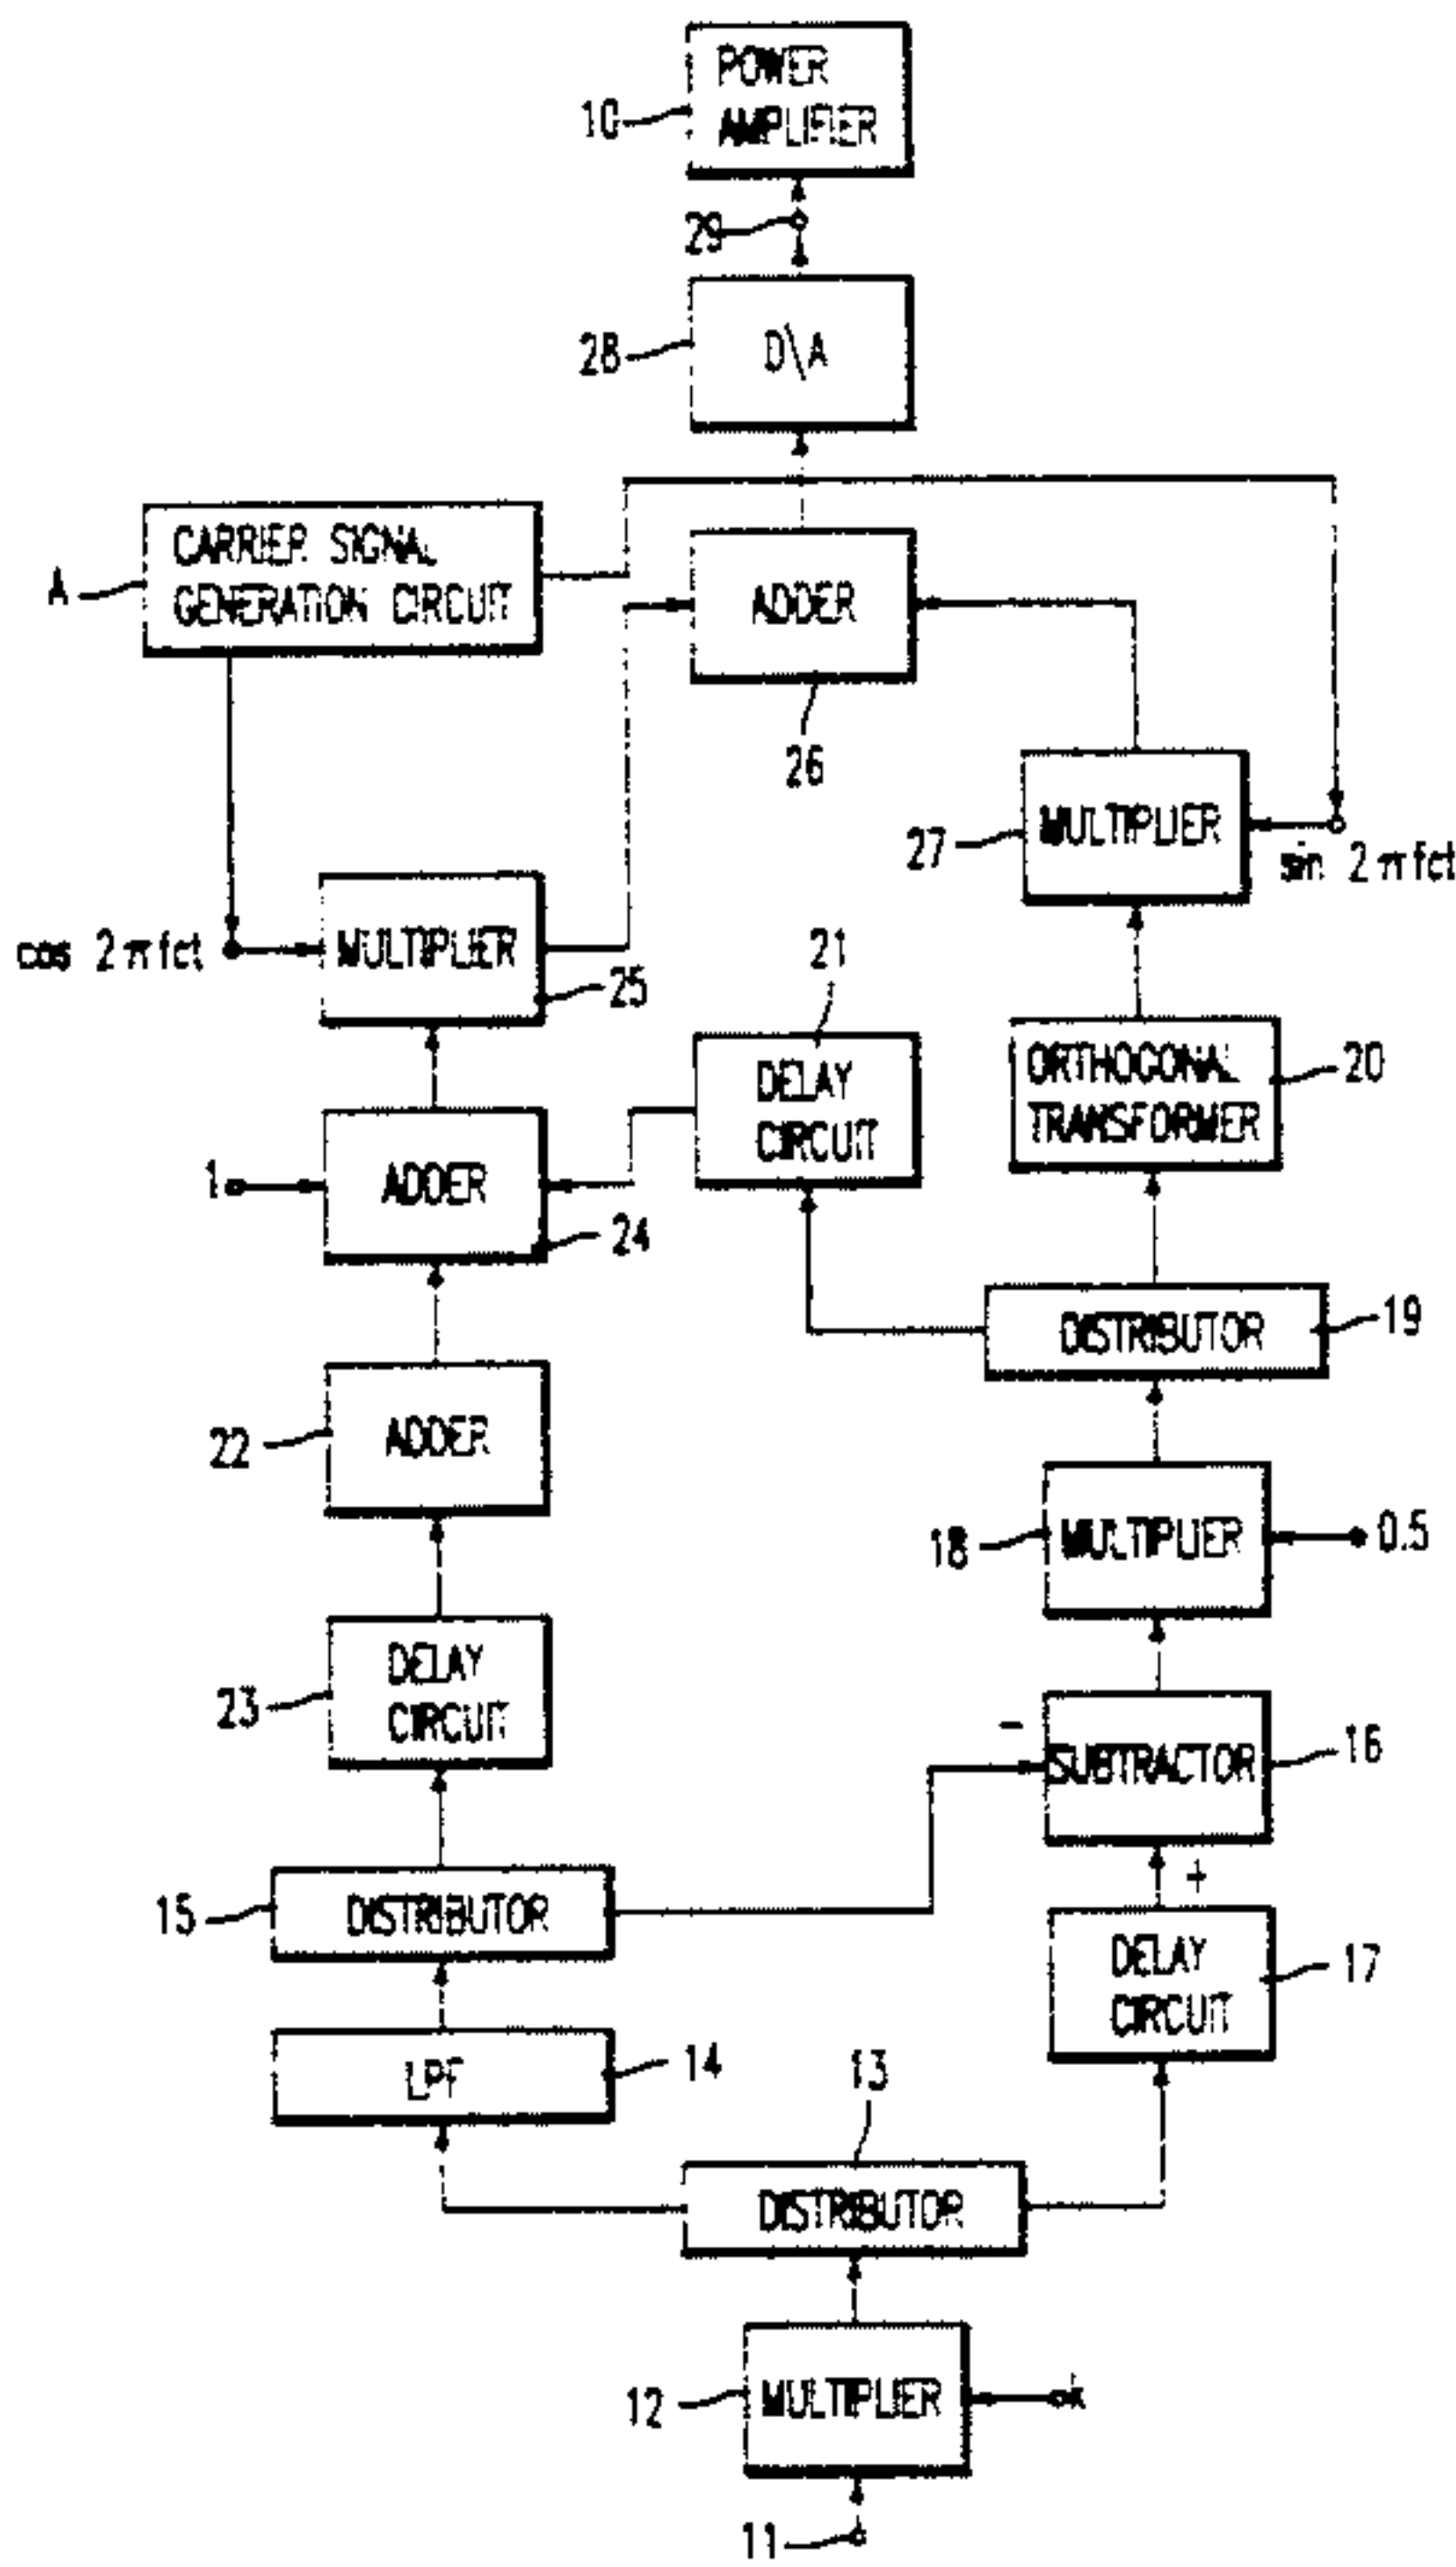 POWER
AMPLIFIER
10
29
D\A
28
CARRIER SIGNAL
GENERATION CIRCUIT
A
ADDER
26
MULTIPLIER
27
sin 2πfct
cos 2πfct
MULTIPLIER
25
21
DELAY
CIRCUIT
ORTHOGONAL
TRANSFORMER
20
1
ADDER
24
DISTRIBUTOR
19
22
ADDER
18
MULTIPLIER
0.5
DELAY
CIRCUIT
23
-
SUBTRACTOR
16
+
15
DISTRIBUTOR
DELAY
CIRCUIT
17
LPF
14
13
DISTRIBUTOR
12
MULTIPLIER
k
11